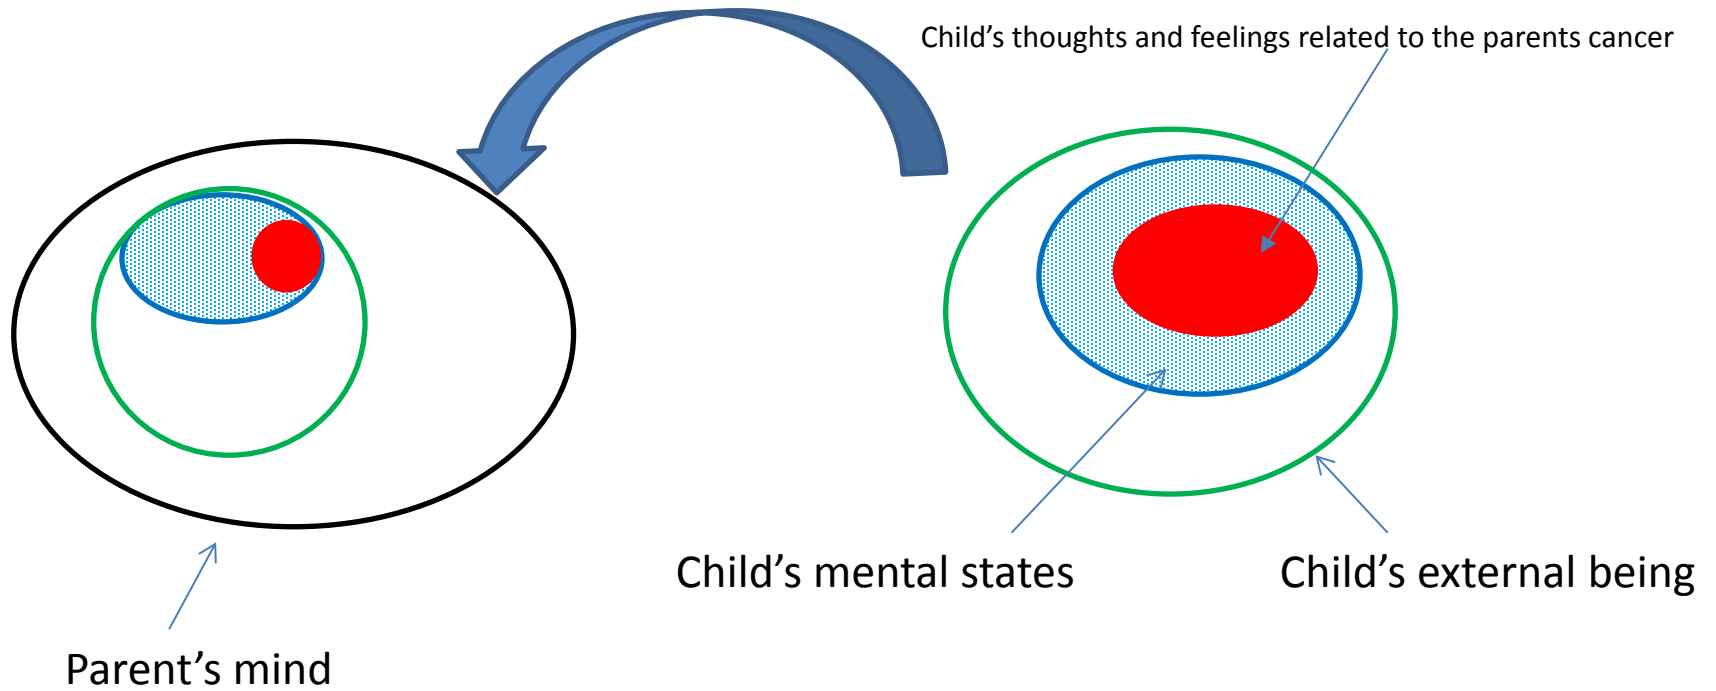 Child’s thoughts and feelings related to the parents cancer
Child’s mental states
Child’s external being
Parent’s mind